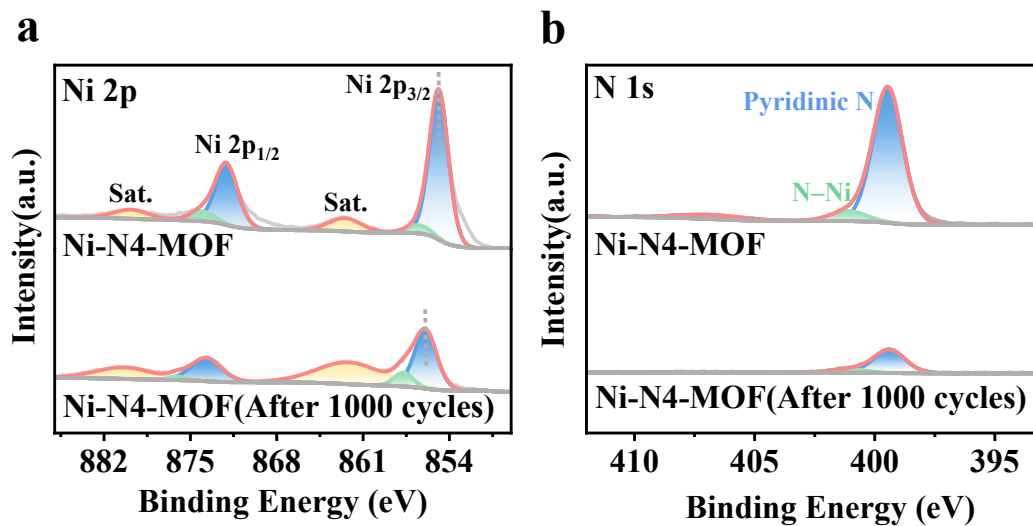 a
Ni 2p
Ni 2p3/2
Ni 2p1/2
Sat.
Sat.
Ni-N4-MOF
Ni-N4-MOF(After 1000 cycles)
Intensity(a.u.)
882 875 868 861 854
Binding Energy (eV)
b
N 1s
Pyridinic N
N–Ni
Ni-N4-MOF
Ni-N4-MOF(After 1000 cycles)
Intensity(a.u.)
410 405 400 395
Binding Energy (eV)